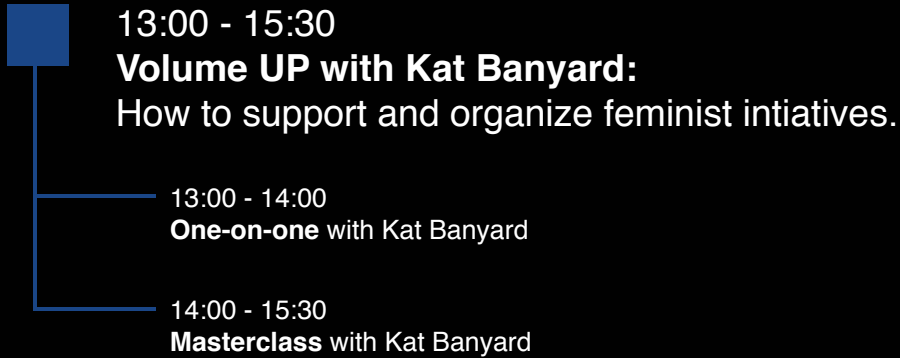 13:00 - 15:30
Volume UP with Kat Banyard:
How to support and organize feminist intiatives.
13:00 - 14:00
One-on-one with Kat Banyard
14:00 - 15:30
Masterclass with Kat Banyard